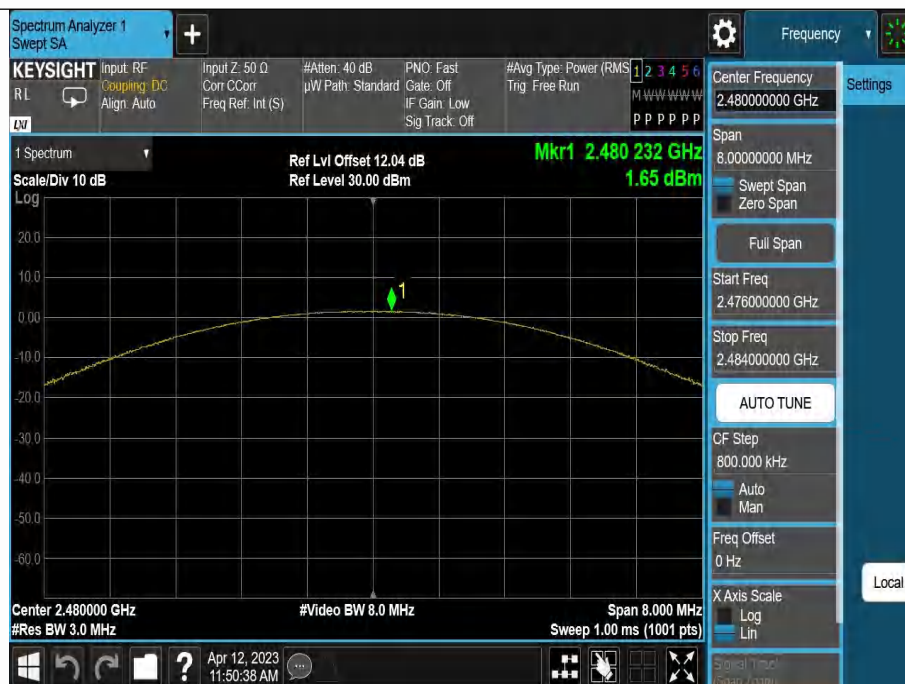 Spectrum Analyzer 1
Swept SA
+
Frequency
KEYSIGHT
Input: RF
Coupling: DC
Align: Auto
Input Z: 50 Ω
Corr CCorr
Freq Ref: Int (S)
#Atten: 40 dB
µW Path: Standard
PNO: Fast
Gate: Off
IF Gain: Low
Sig Track: Off
#Avg Type: Power (RMS
Trig: Free Run
1 2 3 4 5 6
M W W W W W
P P P P P P
RL
LXI
Center Frequency
2.480000000 GHz
Settings
1 Spectrum
Ref Lvl Offset 12.04 dB
Mkr1 2.480 232 GHz
Scale/Div 10 dB
Ref Level 30.00 dBm
1.65 dBm
Span
8.00000000 MHz
Swept Span
Zero Span
Full Span
Start Freq
2.476000000 GHz
Stop Freq
2.484000000 GHz
AUTO TUNE
CF Step
800.000 kHz
Auto
Man
Freq Offset
0 Hz
X Axis Scale
Log
Lin
Local
Log
20.0
10.0
1
0.00
-10.0
-20.0
-30.0
-40.0
-50.0
-60.0
Center 2.480000 GHz
#Video BW 8.0 MHz
Span 8.000 MHz
#Res BW 3.0 MHz
Sweep 1.00 ms (1001 pts)
?
Apr 12, 2023
11:50:38 AM
Signal Track